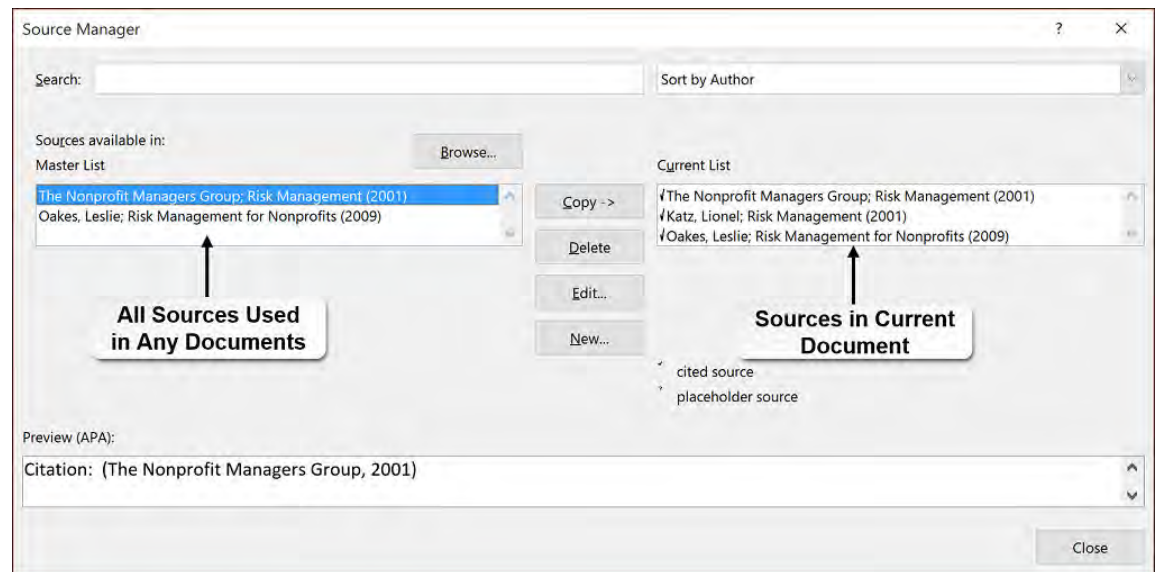 Source Manager
? ×
Search:
Sort by Author
Sources available in:
Master List
Browse...
Current List
The Nonprofit Managers Group; Risk Management (2001)
Oakes, Leslie; Risk Management for Nonprofits (2009)
Copy ->
Delete
Edit...
New...
√The Nonprofit Managers Group; Risk Management (2001)
√Katz, Lionel; Risk Management (2001)
√Oakes, Leslie; Risk Management for Nonprofits (2009)
All Sources Used
in Any Documents
Sources in Current
Document
√ cited source
? placeholder source
Preview (APA):
Citation: (The Nonprofit Managers Group, 2001)
Close